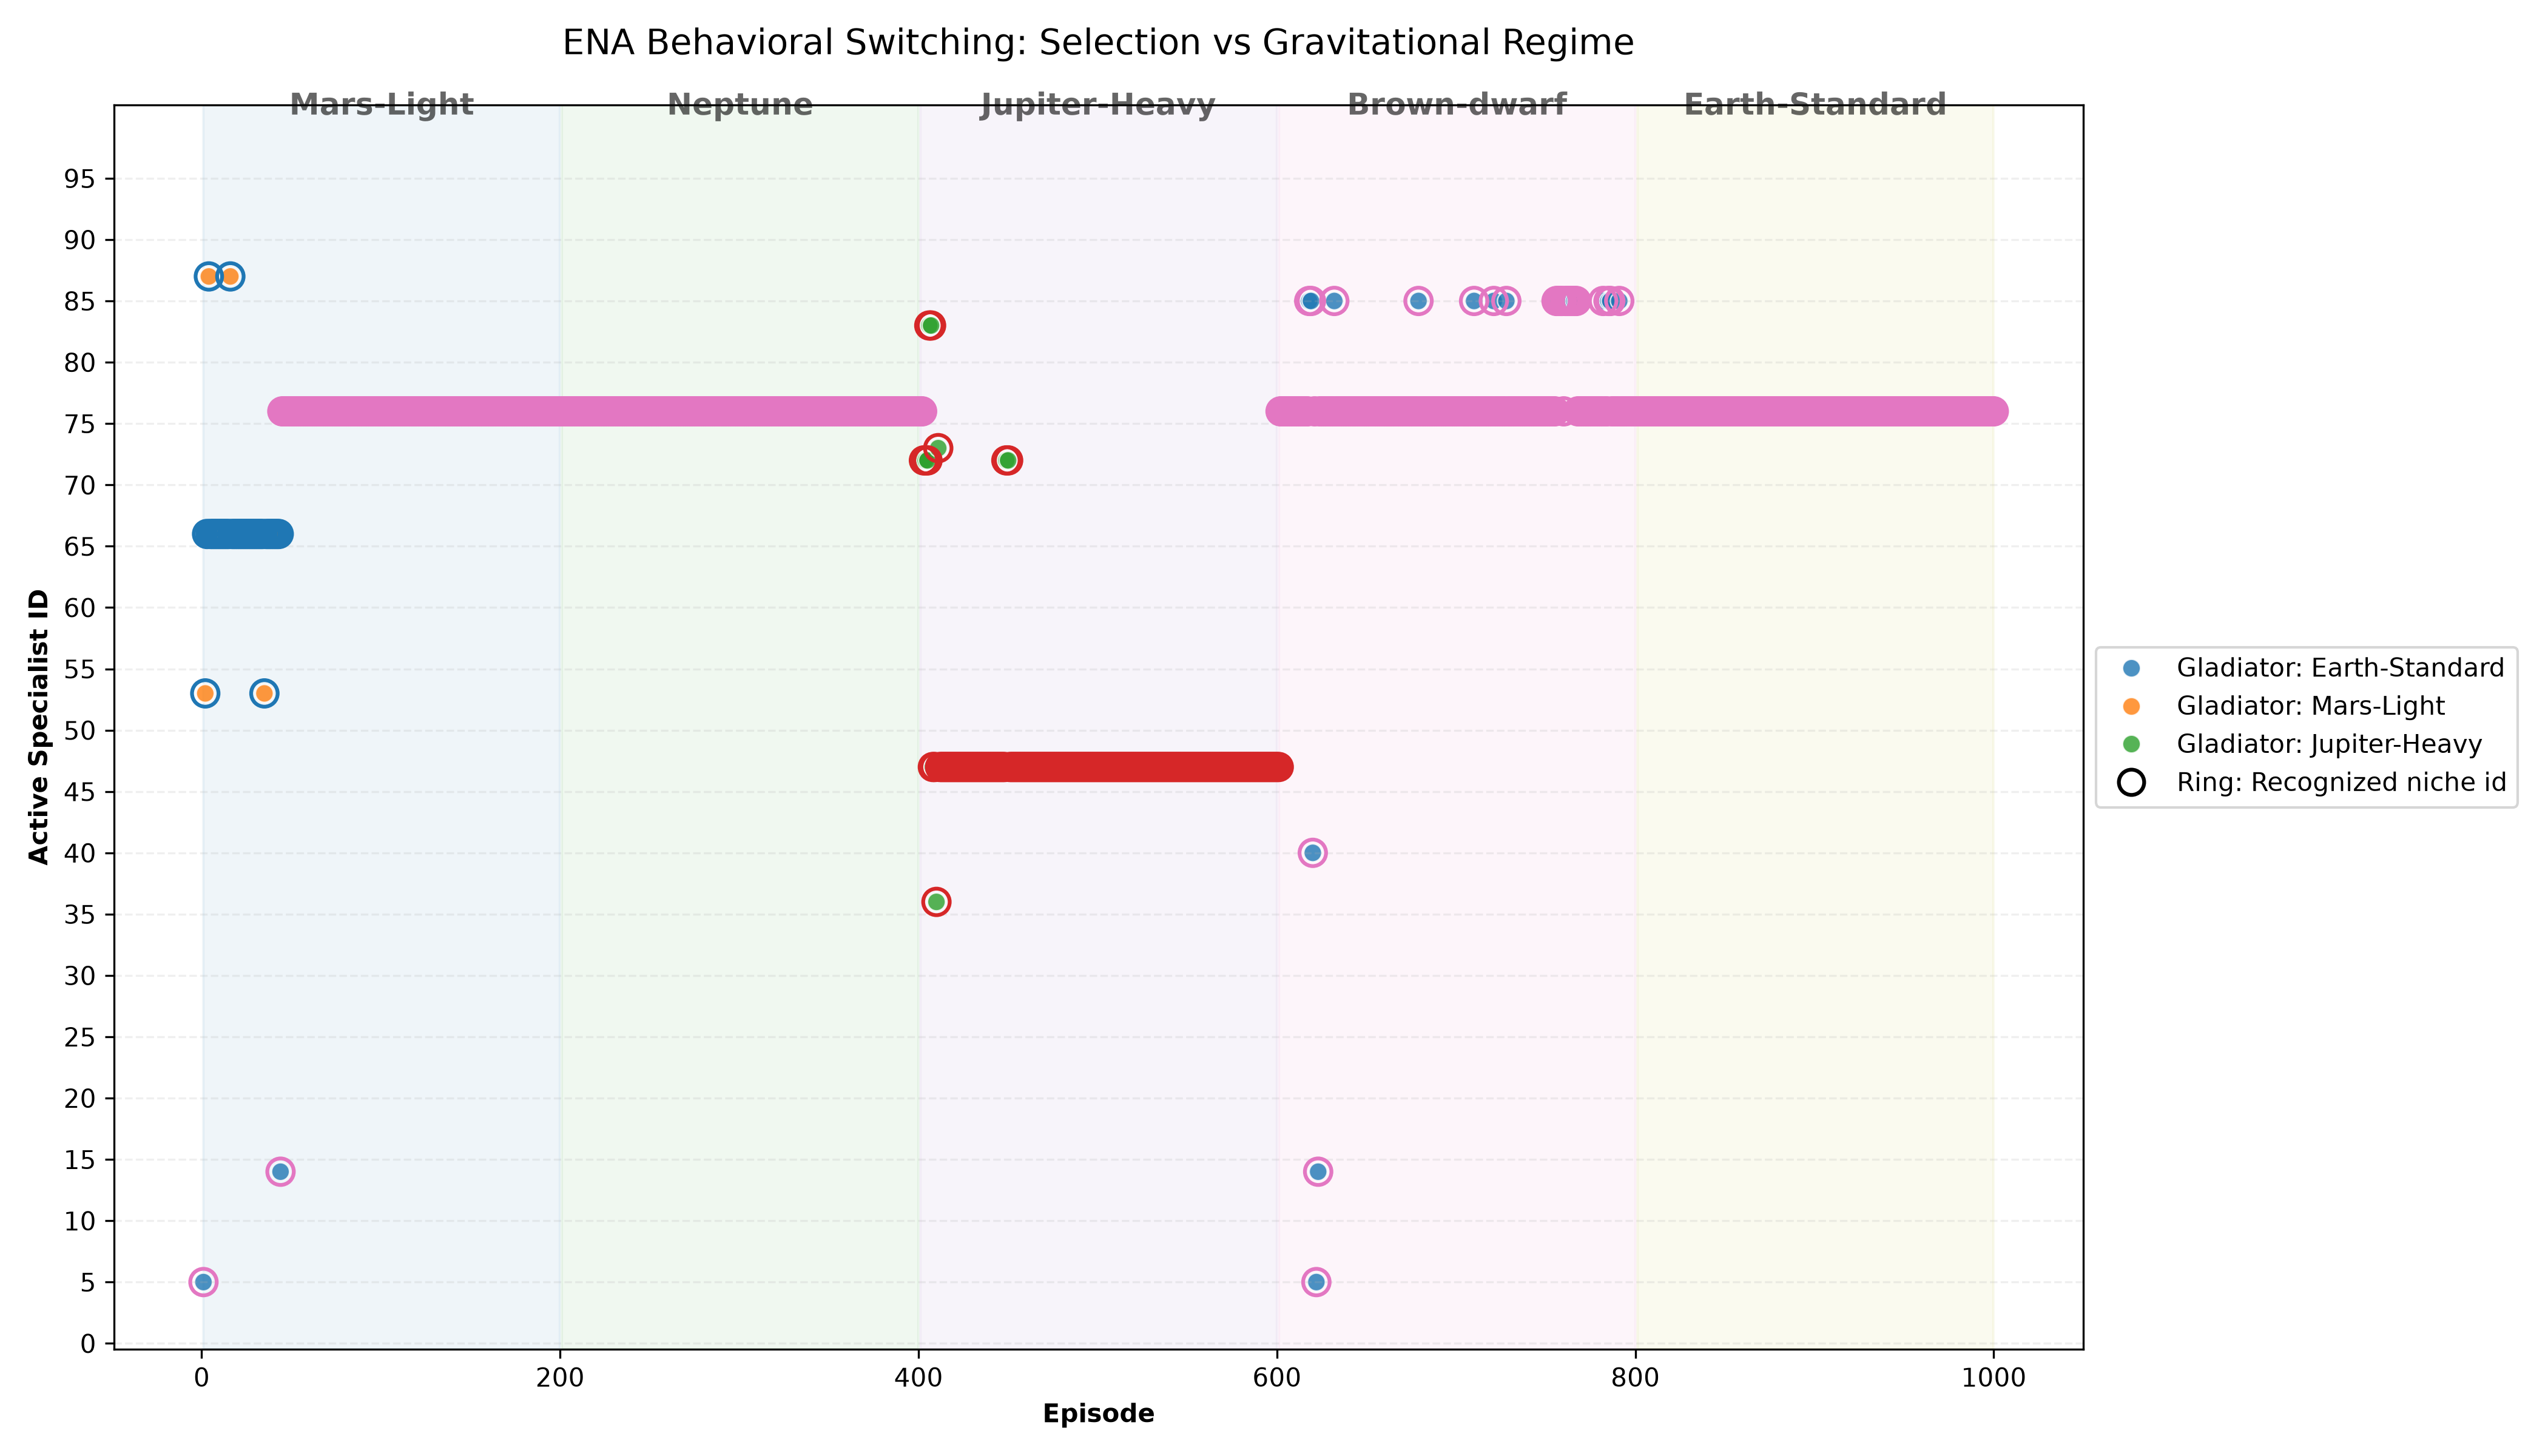 ENA Behavioral Switching: Selection vs Gravitational Regime
Mars-Light Neptune Jupiter-Heavy Brown-dwarf Earth-Standard
95
90
85
80
75
70
65
60
55
50
45
40
35
30
25
20
15
10
5
0
Active Specialist ID
0 200 400 600 800 1000
Episode
Gladiator: Earth-Standard
Gladiator: Mars-Light
Gladiator: Jupiter-Heavy
Ring: Recognized niche id